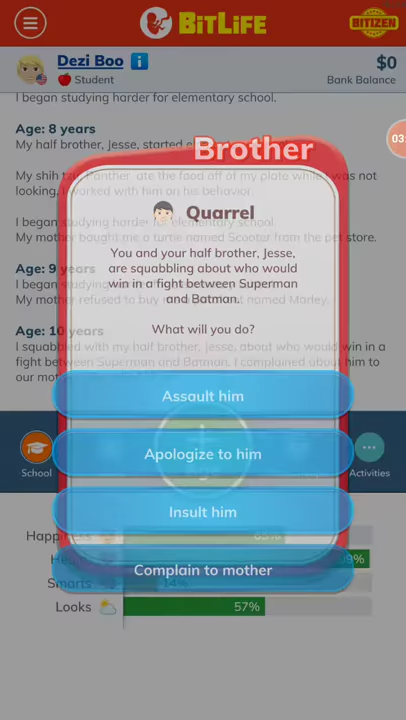 BITLIFE
BITIZEN
Dezi Boo i
Student
$0
Bank Balance
03
I began studying harder for elementary school.
Age: 8 years
My half brother, Jesse, started
Brother
My shih tzu, Panther ate the food off of my plate while I was not
looking. I worked with him on his behavior.
Quarrel
I began studying harder for elementary school.
My mother bought me a turtle named Scooter from the pet store.
You and your half brother, Jesse,
are squabbling about who would
win in a fight between Superman
and Batman.
Age: 9 years
I began
My mother refused to buy named Marley.
What will you do?
Age: 10 years
I squabbled with my half brother, Jesse, about who would win in a
fight between Superman and Batman. I complained about him to
our
Assault him
Apologize to him
Insult him
Complain to mother
School
Activities
Happiness
Smarts
Looks 57%